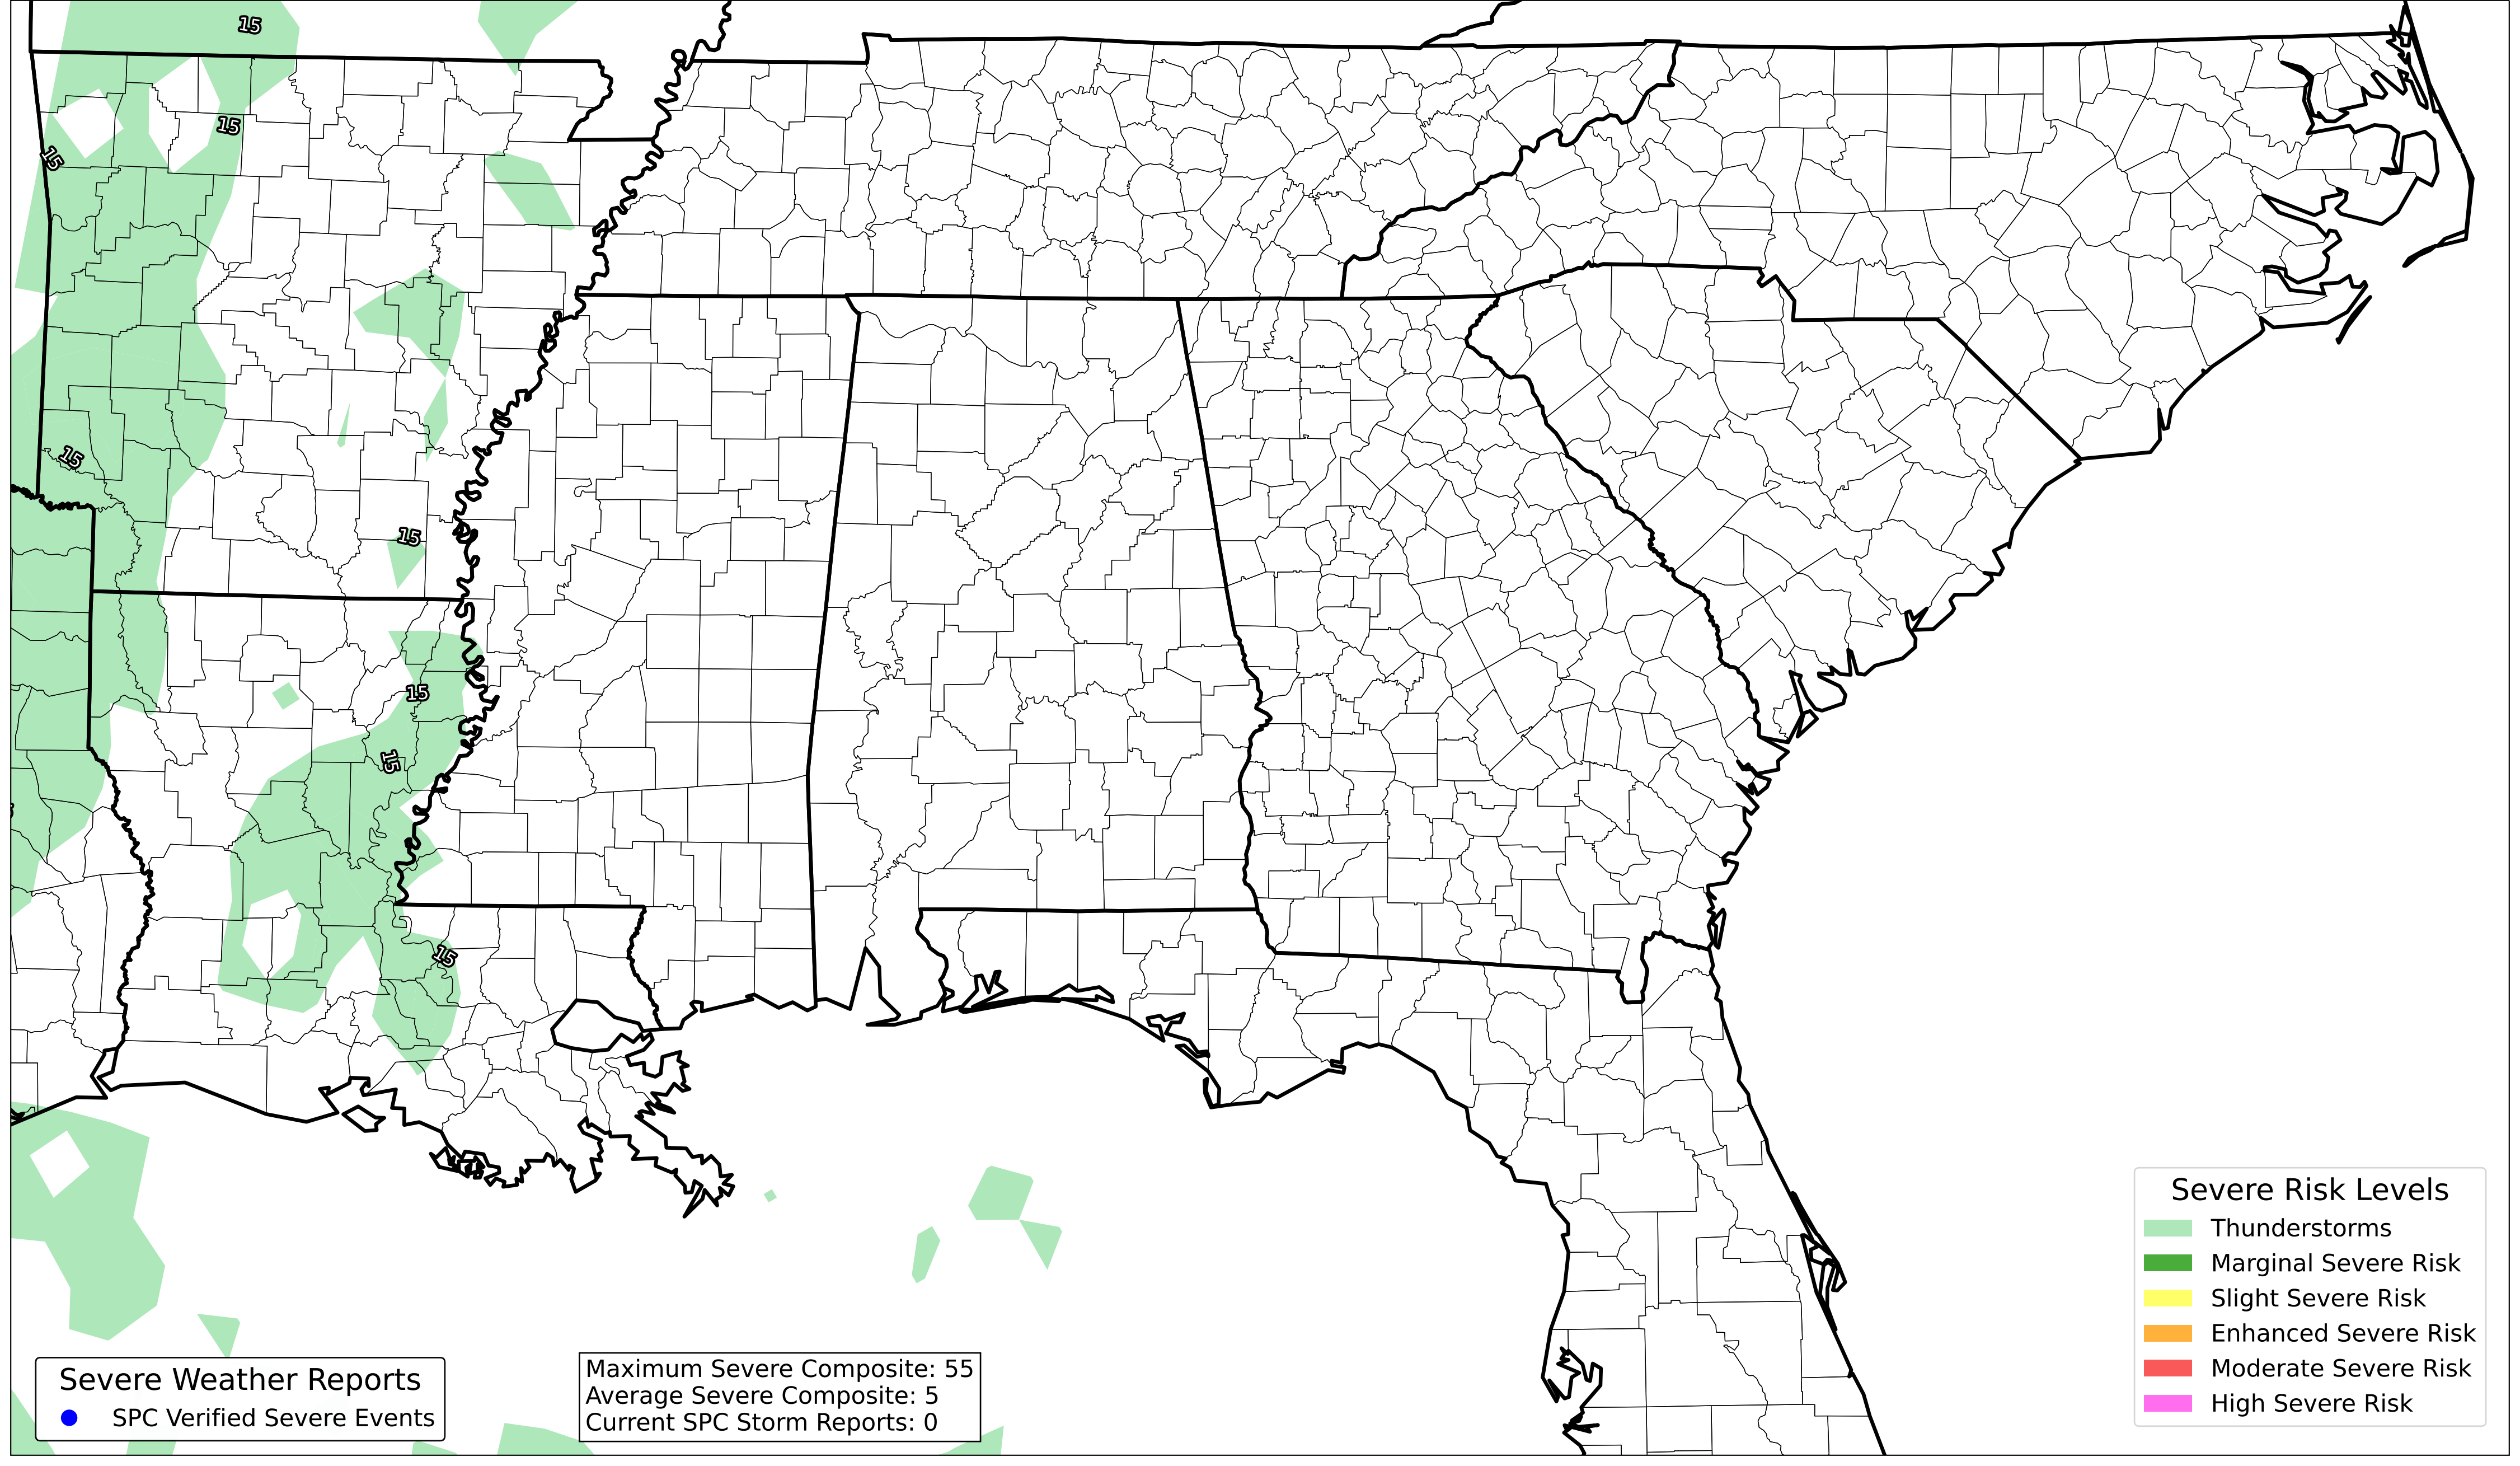 15
15
15
15
15
15
15
15
Severe Risk Levels
Thunderstorms
Marginal Severe Risk
Slight Severe Risk
Enhanced Severe Risk
Moderate Severe Risk
High Severe Risk
Severe Weather Reports
SPC Verified Severe Events
Maximum Severe Composite: 55
Average Severe Composite: 5
Current SPC Storm Reports: 0